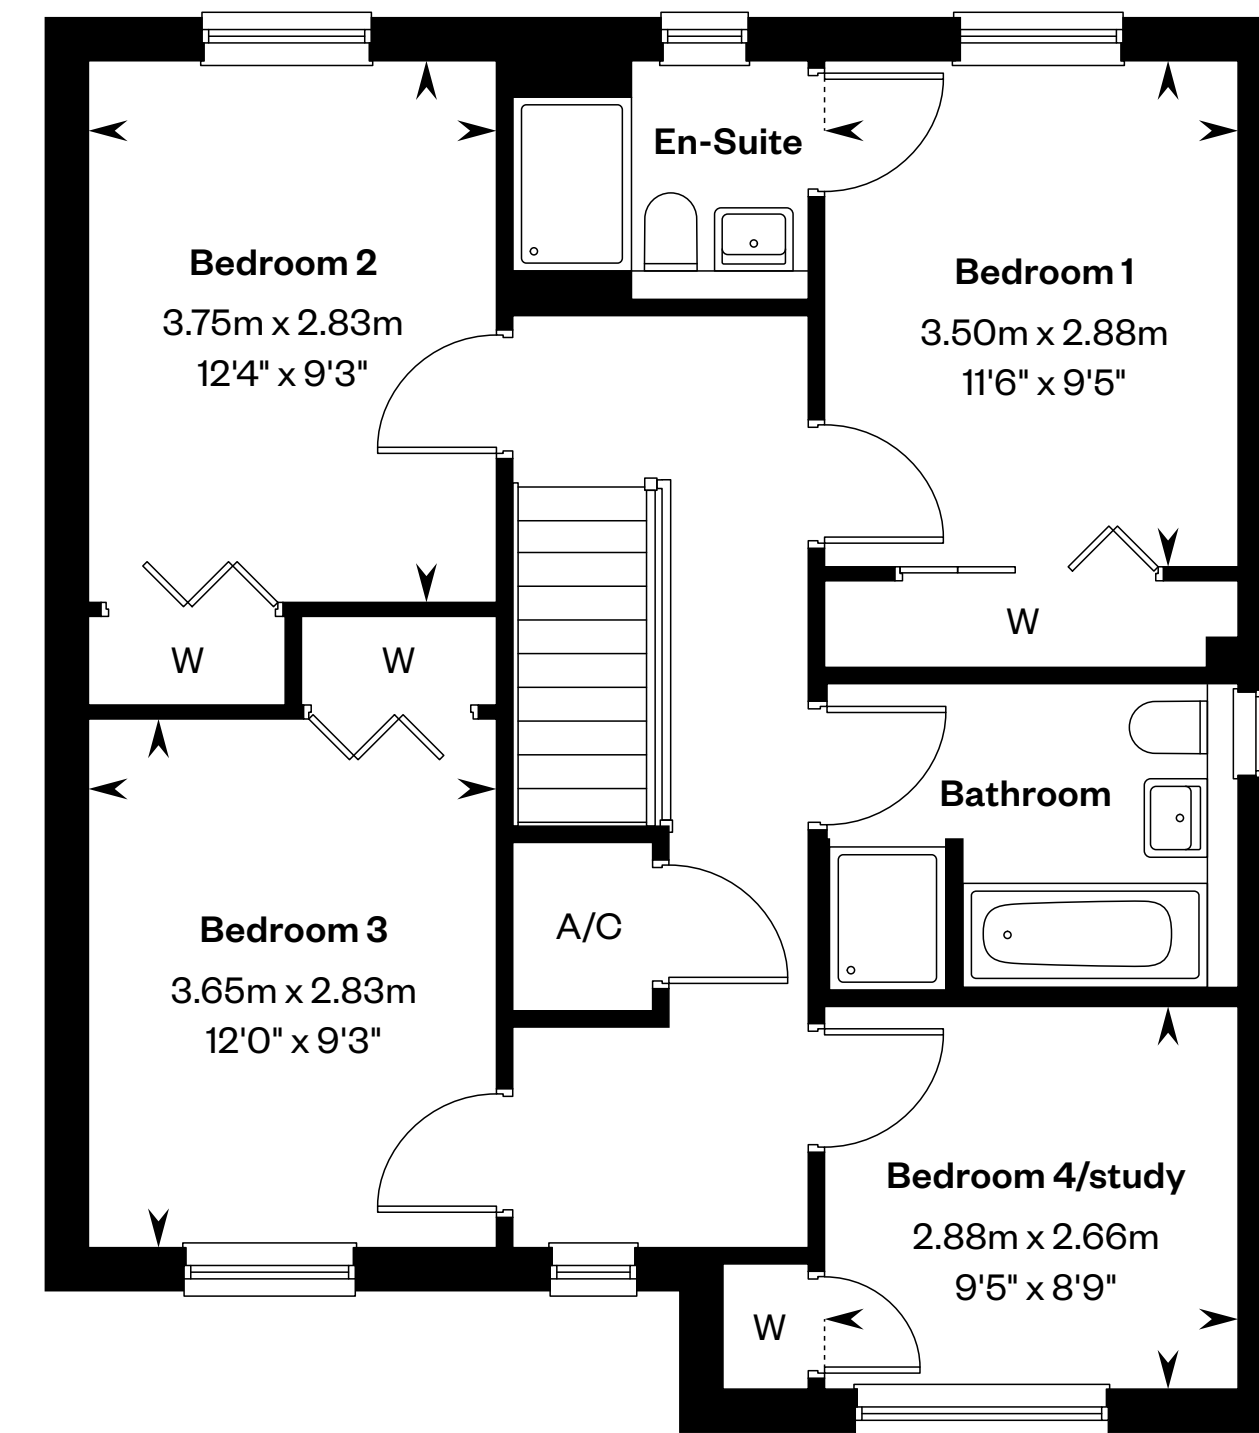 En-Suite
Bedroom 2
3.75m x 2.83m
12'4" x 9'3"
Bedroom 1
3.50m x 2.88m
11'6" x 9'5"
W
W
W
Bathroom
Bedroom 3
3.65m x 2.83m
12'0" x 9'3"
A/C
Bedroom 4/study
2.88m x 2.66m
9'5" x 8'9"
W